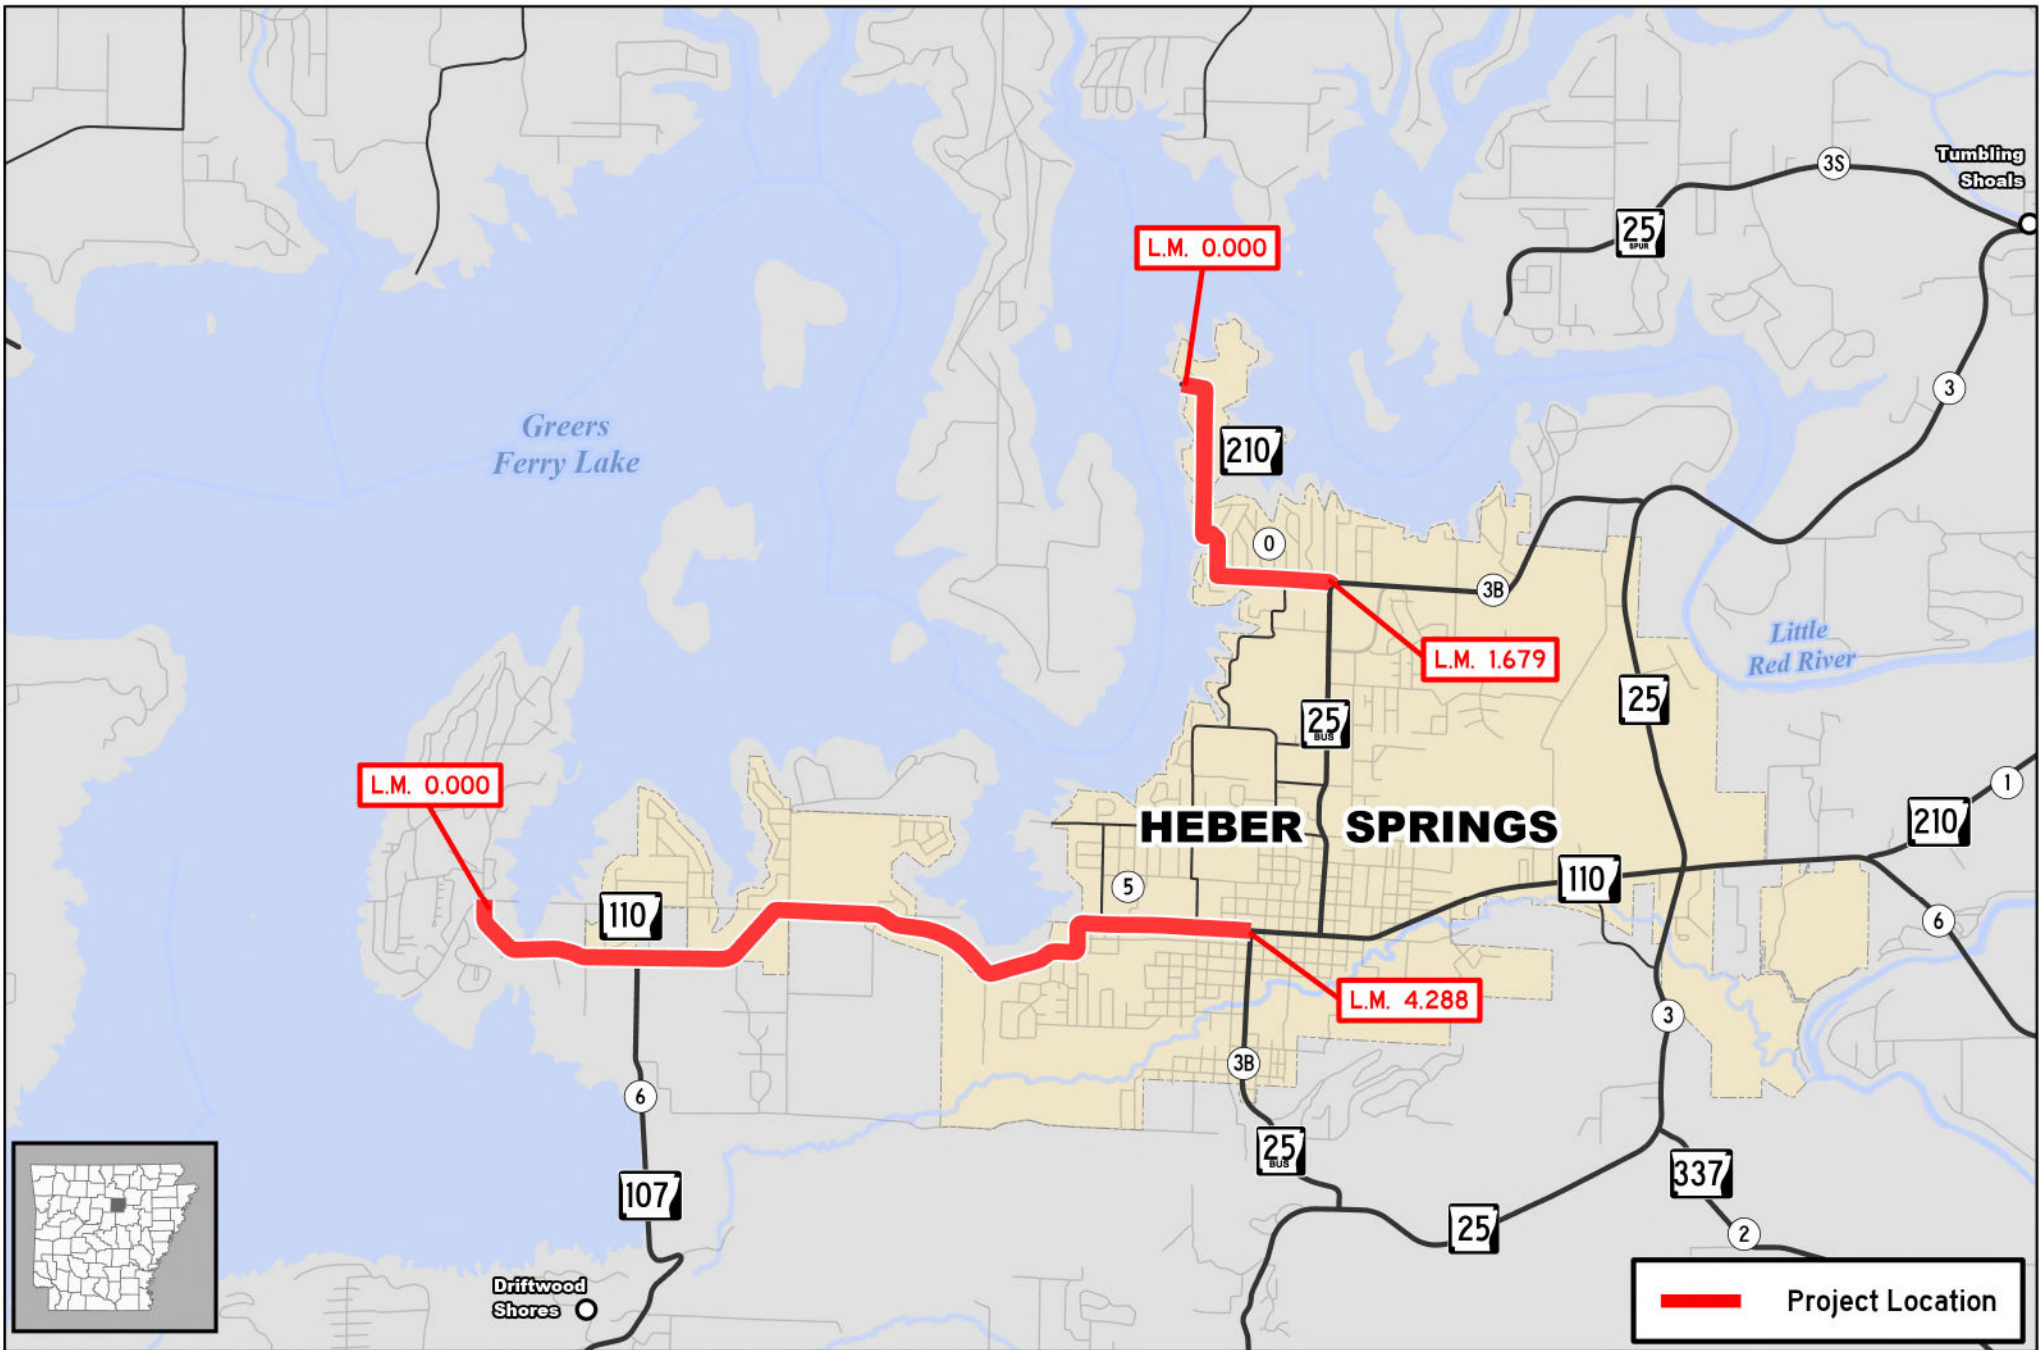 Tumbling
Shoals
3S
25
SPUR
L.M. 0.000
3
Greers
Ferry Lake
210
0
3B
Little
Red River
L.M. 1.679
25
25
BUS
L.M. 0.000
1
HEBER SPRINGS
210
110
5
110
6
L.M. 4.288
3
3B
6
25
BUS
337
107
25
2
Driftwood
Shores
Project Location